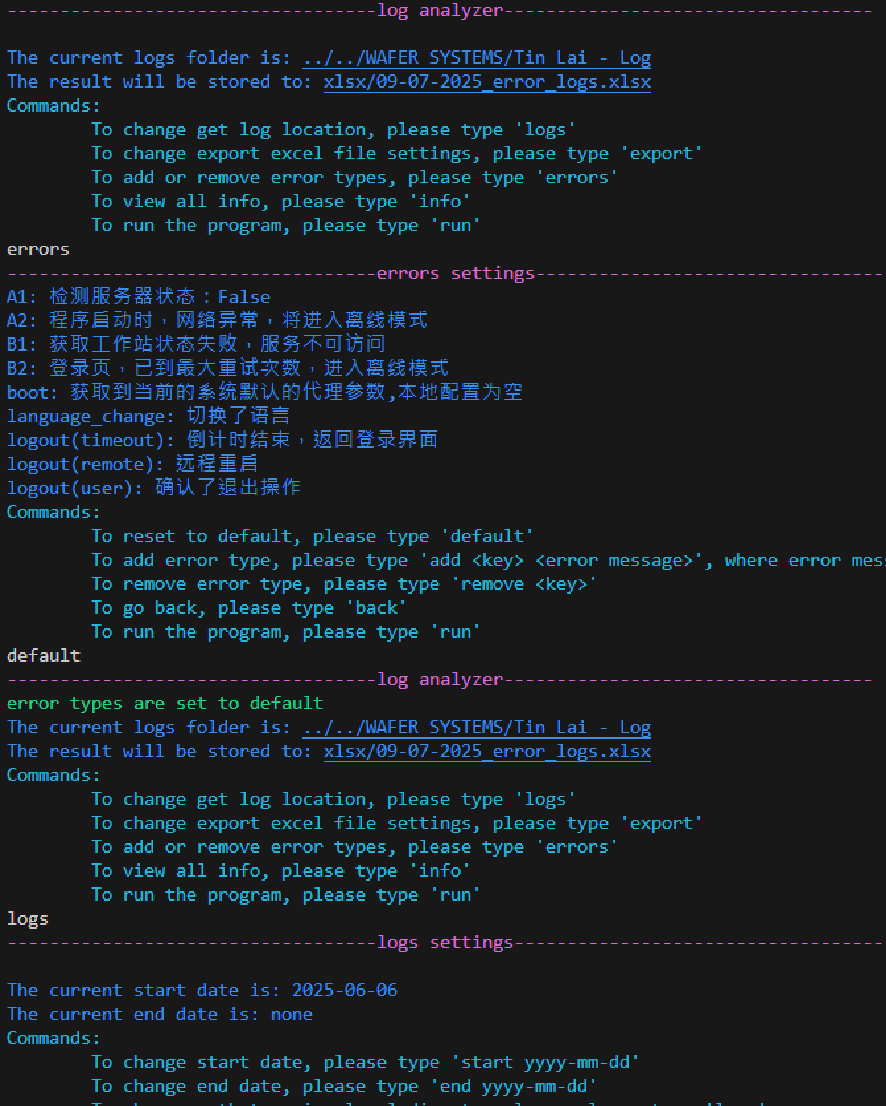 -----------------------------------log analyzer-----------------------------------
The current logs folder is: ../../WAFER SYSTEMS/Tin Lai - Log
The result will be stored to: xlsx/09-07-2025_error_logs.xlsx
Commands:
To change get log location, please type 'logs'
To change export excel file settings, please type 'export'
To add or remove error types, please type 'errors'
To view all info, please type 'info'
To run the program, please type 'run'
errors
-----------------------------------errors settings---------------------------------
A1: 检测服务器状态：False
A2: 程序启动时，网络异常，将进入离线模式
B1: 获取工作站状态失败，服务不可访问
B2: 登录页，已到最大重试次数，进入离线模式
boot: 获取到当前的系统默认的代理参数,本地配置为空
language_change: 切换了语言
logout(timeout): 倒计时结束，返回登录界面
logout(remote): 远程重启
logout(user): 确认了退出操作
Commands:
To reset to default, please type 'default'
To add error type, please type 'add <key> <error message>', where error mes
To remove error type, please type 'remove <key>'
To go back, please type 'back'
To run the program, please type 'run'
default
-----------------------------------log analyzer-----------------------------------
error types are set to default
The current logs folder is: ../../WAFER SYSTEMS/Tin Lai - Log
The result will be stored to: xlsx/09-07-2025_error_logs.xlsx
Commands:
To change get log location, please type 'logs'
To change export excel file settings, please type 'export'
To add or remove error types, please type 'errors'
To view all info, please type 'info'
To run the program, please type 'run'
logs
-----------------------------------logs settings-----------------------------------
The current start date is: 2025-06-06
The current end date is: none
Commands:
To change start date, please type 'start yyyy-mm-dd'
To change end date, please type 'end yyyy-mm-dd'